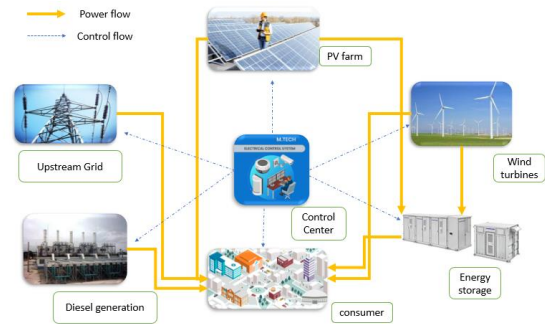 Power flow
Control flow
PV farm
M.TECH
ELECTRICAL CONTROL SYSTEM
Upstream Grid
Wind
turbines
Control
Center
Diesel generation
consumer
Energy
storage